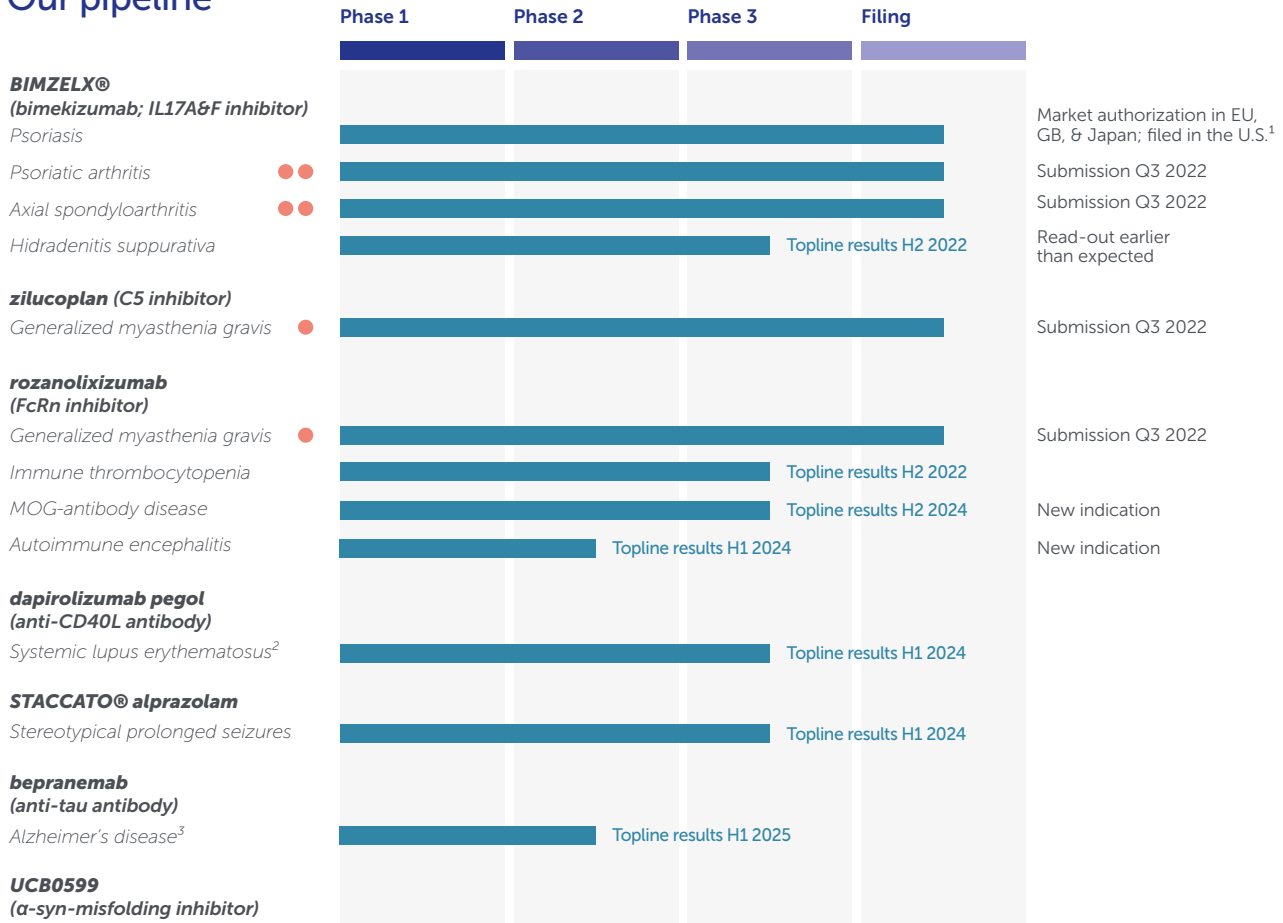 Our pipeline
Phase 1 Phase 2 Phase 3 Filing
BIMZELX®
(bimekizumab; IL17A&F inhibitor)
Psoriasis
Market authorization in EU,
GB, & Japan; filed in the U.S.¹
Psoriatic arthritis
Submission Q3 2022
Axial spondyloarthritis
Submission Q3 2022
Hidradenitis suppurativa
Topline results H2 2022
Read-out earlier
than expected
zilucoplan (C5 inhibitor)
Generalized myasthenia gravis
Submission Q3 2022
rozanolixizumab
(FcRn inhibitor)
Generalized myasthenia gravis
Submission Q3 2022
Immune thrombocytopenia
Topline results H2 2022
MOG-antibody disease
Topline results H2 2024
New indication
Autoimmune encephalitis
Topline results H1 2024
New indication
dapirolizumab pegol
(anti-CD40L antibody)
Systemic lupus erythematosus²
Topline results H1 2024
STACCATO® alprazolam
Stereotypical prolonged seizures
Topline results H1 2024
bepranemab
(anti-tau antibody)
Alzheimer's disease³
Topline results H1 2025
UCB0599
(α-syn-misfolding inhibitor)